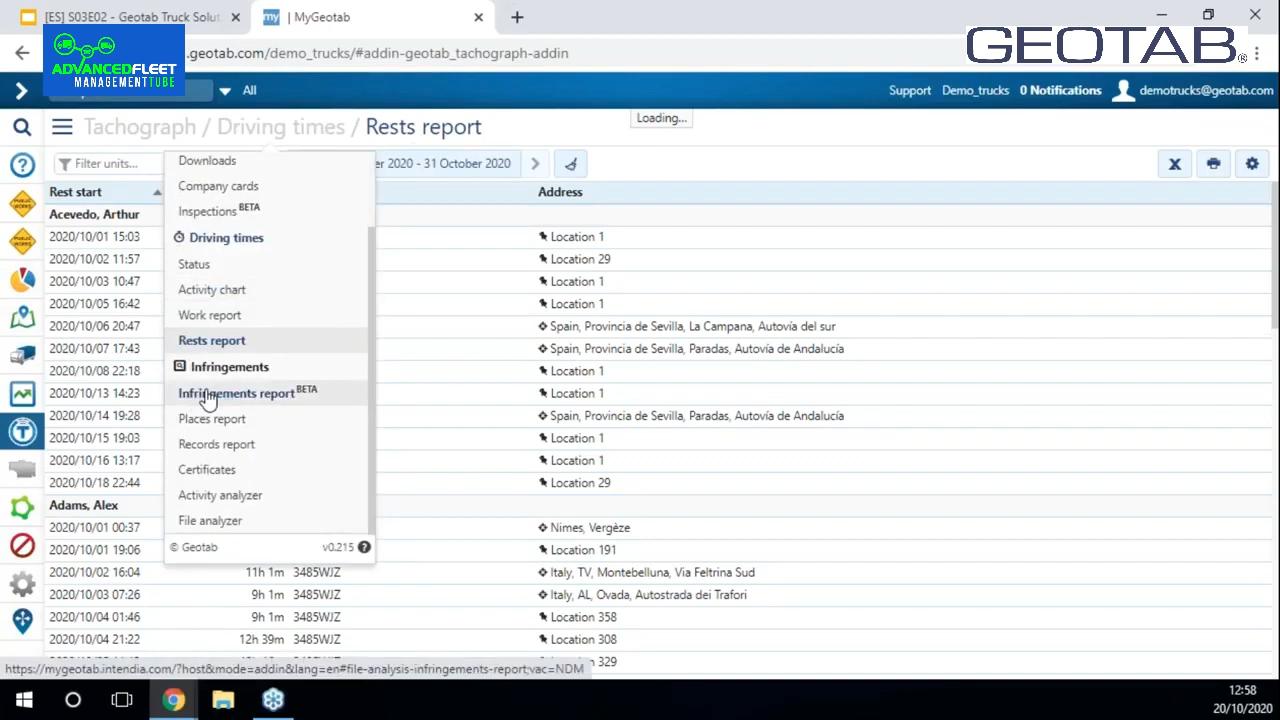 [ES] S03E02 - Geotab Truck Solut
my | MyGeotab
ADVANCEDFLEET
MANAGEMENTTUBE
.geotab.com/demo_trucks/#addin-geotab_tachograph-addin
GEOTAB®
All
Support Demo_trucks 0 Notifications demotrucks@geotab.com
Tachograph / Driving times / Rests report
Loading...
Filter units...
er 2020 - 31 October 2020
X
Rest start Address
Acevedo, Arthur
2020/10/01 15:03 Location 1
2020/10/02 11:57 Location 29
2020/10/03 10:47 Location 1
2020/10/05 16:42 Location 1
2020/10/06 20:47 Spain, Provincia de Sevilla, La Campana, Autovía del sur
2020/10/07 17:43 Spain, Provincia de Sevilla, Paradas, Autovía de Andalucía
2020/10/08 22:18 Location 1
2020/10/13 14:23 Location 1
2020/10/14 19:28 Spain, Provincia de Sevilla, Paradas, Autovía de Andalucía
2020/10/15 19:03 Location 1
2020/10/16 13:17 Location 1
2020/10/18 22:44 Location 29
Adams, Alex
2020/10/01 00:37 Nimes, Vergèze
2020/10/01 19:06 Location 191
2020/10/02 16:04 11h 1m 3485WJZ Italy, TV, Montebelluna, Via Feltrina Sud
2020/10/03 07:26 9h 1m 3485WJZ Italy, AL, Ovada, Autostrada dei Trafori
2020/10/04 01:46 9h 1m 3485WJZ Location 358
2020/10/04 21:22 12h 39m 3485WJZ Location 308
329
Downloads
Company cards
Inspections BETA
Driving times
Status
Activity chart
Work report
Rests report
Infringements
Infringements report BETA
Places report
Records report
Certificates
Activity analyzer
File analyzer
© Geotab v0.215 ?
PUBLIC WORKS
PUBLIC WORKS
T
https://mygeotab.intendia.com/?host&mode=addin&lang=en#file-analysis-infringements-report;vac=NDM
12:58
20/10/2020